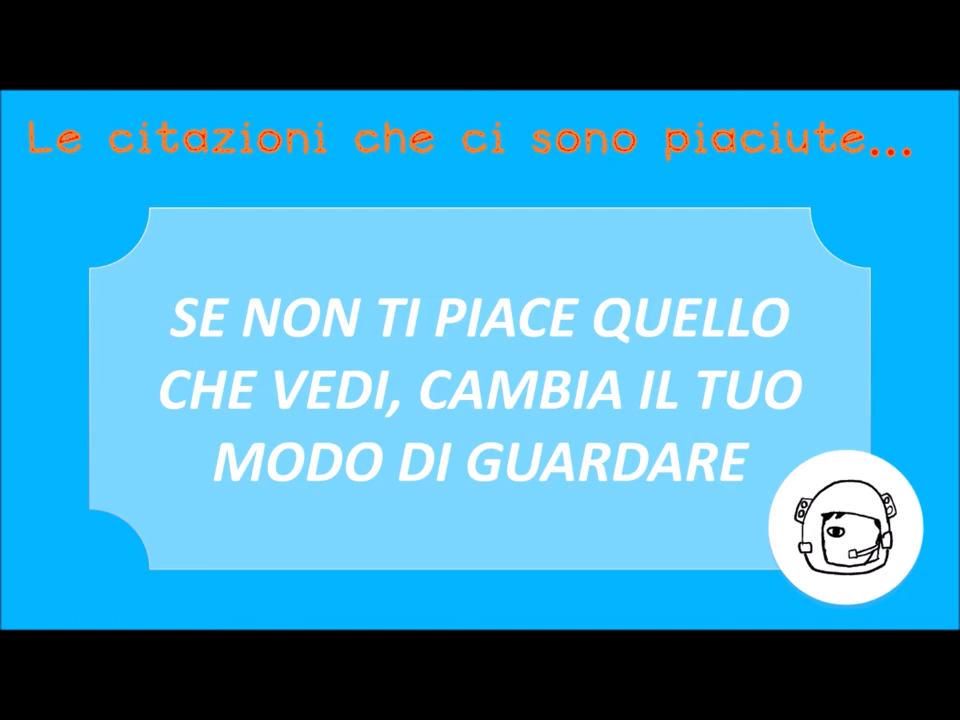 Le citazioni che ci sono piaciute...
SE NON TI PIACE QUELLO
CHE VEDI, CAMBIA IL TUO
MODO DI GUARDARE